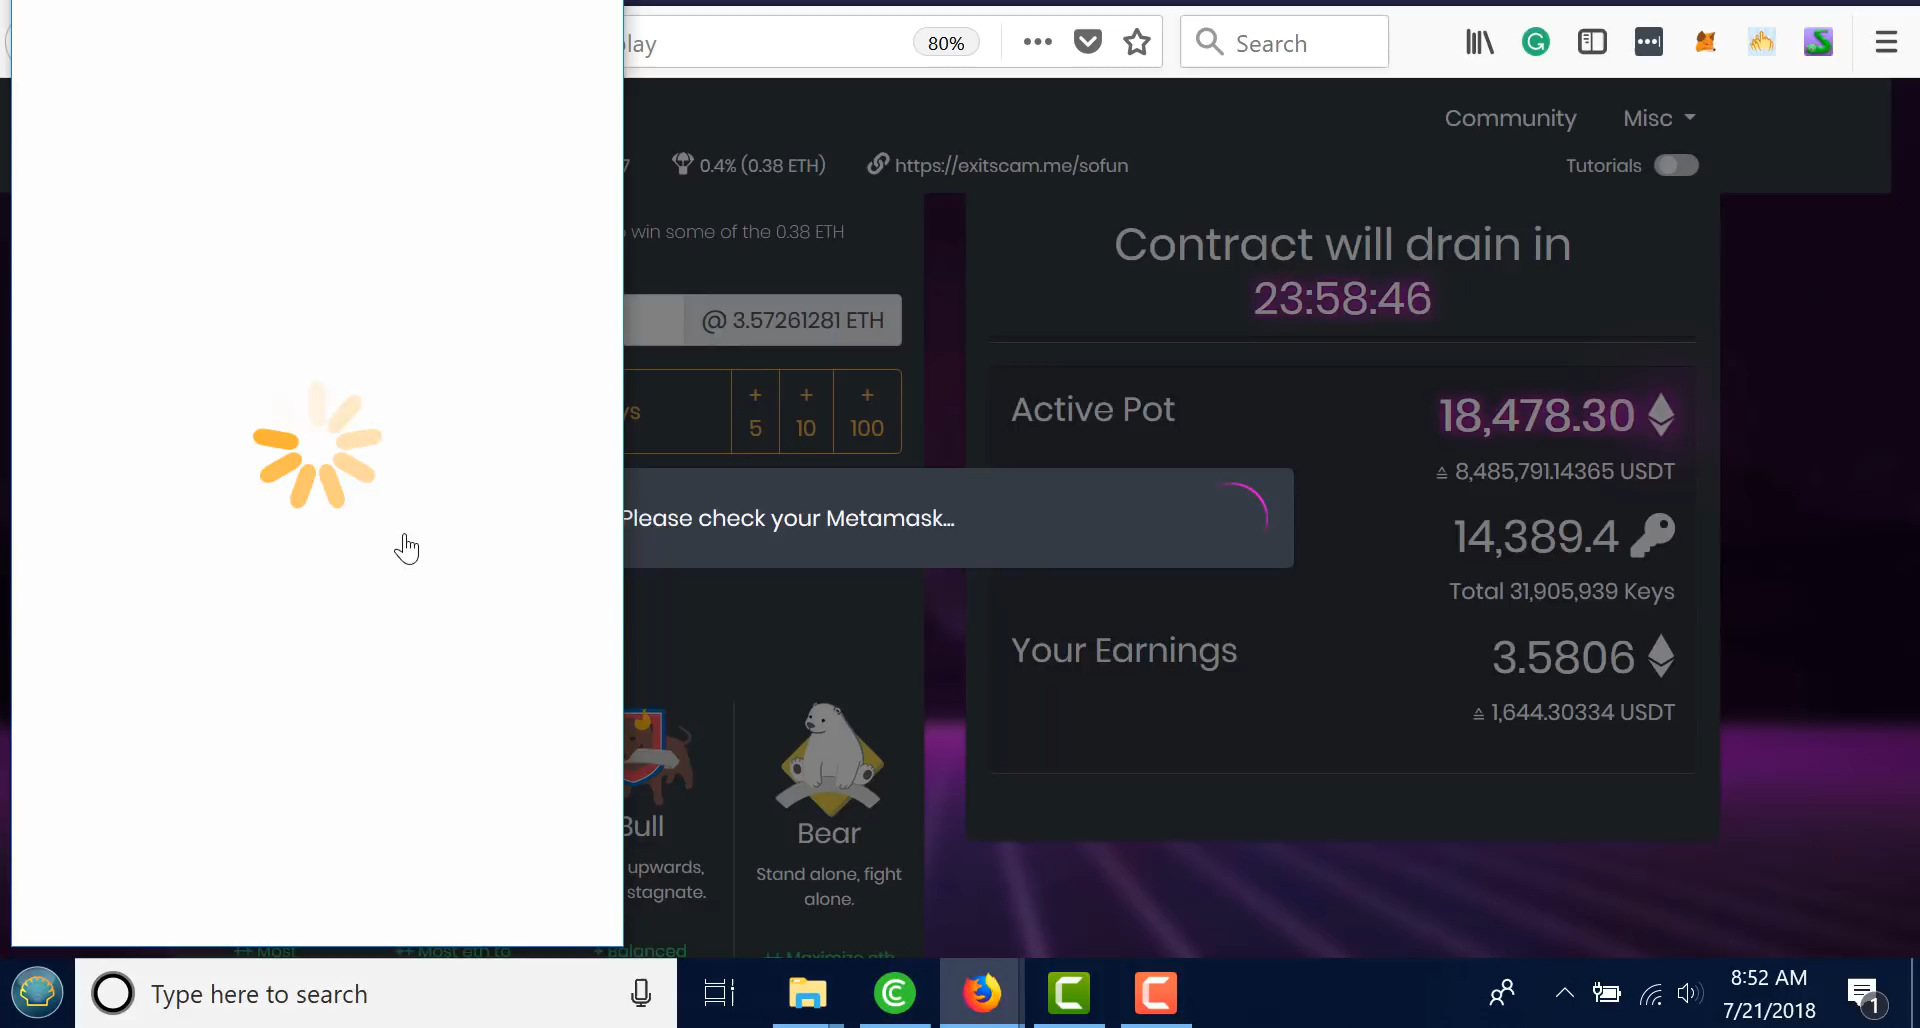 80%
Search
Community
Misc
0.4% (0.38 ETH)
https://exitscam.me/sofun
Tutorials
win some of the 0.38 ETH
@ 3.57261281 ETH
+ + +
5 10 100
Please check your Metamask...
Contract will drain in
23:58:46
Active Pot
18,478.30
≙ 8,485,791.14365 USDT
14,389.4
Total 31,905,939 Keys
Your Earnings
3.5806
≙ 1,644.30334 USDT
Bull
upwards,
stagnate.
Bear
Stand alone, fight
alone.
Type here to search
8:52 AM
7/21/2018
1